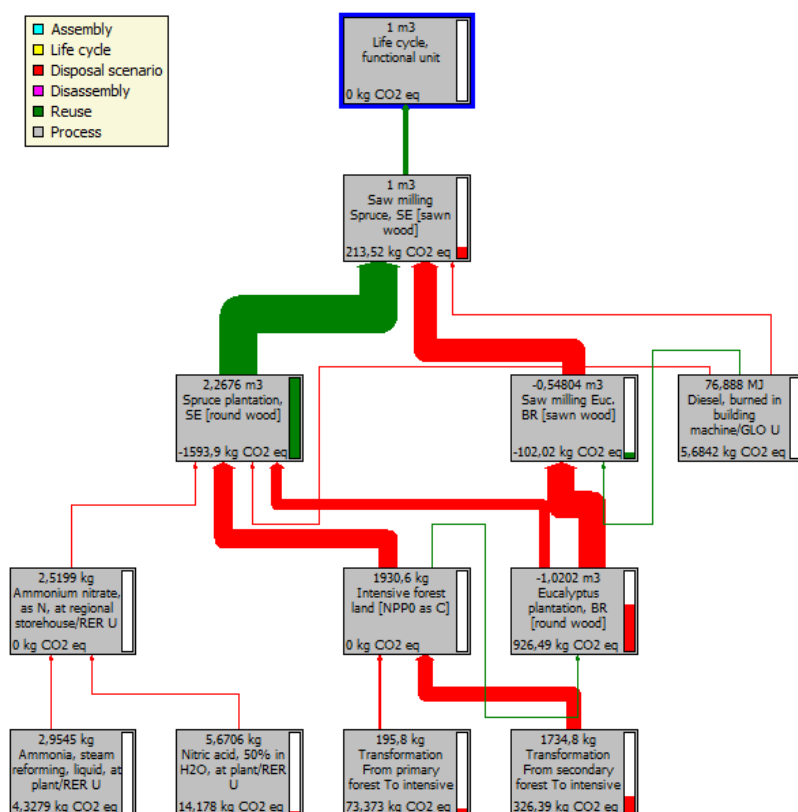 Assembly
Life cycle
Disposal scenario
Disassembly
Reuse
Process
1 m3
Life cycle,
functional unit
0 kg CO2 eq
1 m3
Saw milling
Spruce, SE [sawn
wood]
213,52 kg CO2 eq
2,2676 m3
Spruce plantation,
SE [round wood]
-1593,9 kg CO2 eq
-0,54804 m3
Saw milling Euc.
BR [sawn wood]
-102,02 kg CO2 eq
76,888 MJ
Diesel, burned in
building
machine/GLO U
5,6842 kg CO2 eq
2,5199 kg
Ammonium nitrate,
as N, at regional
storehouse/RER U
0 kg CO2 eq
1930,6 kg
Intensive forest
land [NPP0 as C]
0 kg CO2 eq
-1,0202 m3
Eucalyptus
plantation, BR
[round wood]
926,49 kg CO2 eq
2,9545 kg
Ammonia, steam
reforming, liquid, at
plant/RER U
4,3279 kg CO2 eq
5,6706 kg
Nitric acid, 50% in
H2O, at plant/RER
U
14,178 kg CO2 eq
195,8 kg
Transformation
From primary
forest To intensive
73,373 kg CO2 eq
1734,8 kg
Transformation
From secondary
forest To intensive
326,39 kg CO2 eq